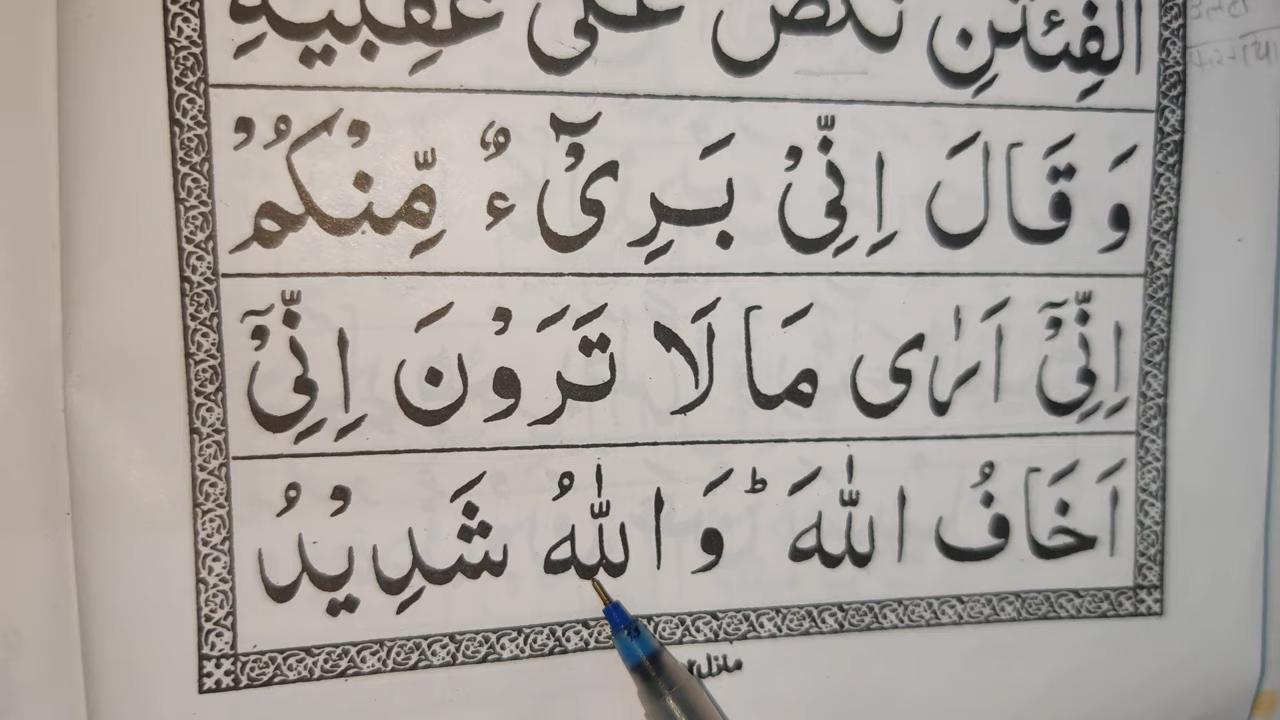 الْفِئَتٰنِ نَكَصَ عَلٰى عَقِبَيْهِ
وَ قَالَ اِنِّىْ بَرِىْٓءٌ مِّنْكُمْ
اِنِّىْٓ اَرٰى مَا لَا تَرَوْنَ اِنِّىْٓ
اَخَافُ اللّٰهَ ؕ وَ اللّٰهُ شَدِيْدُ